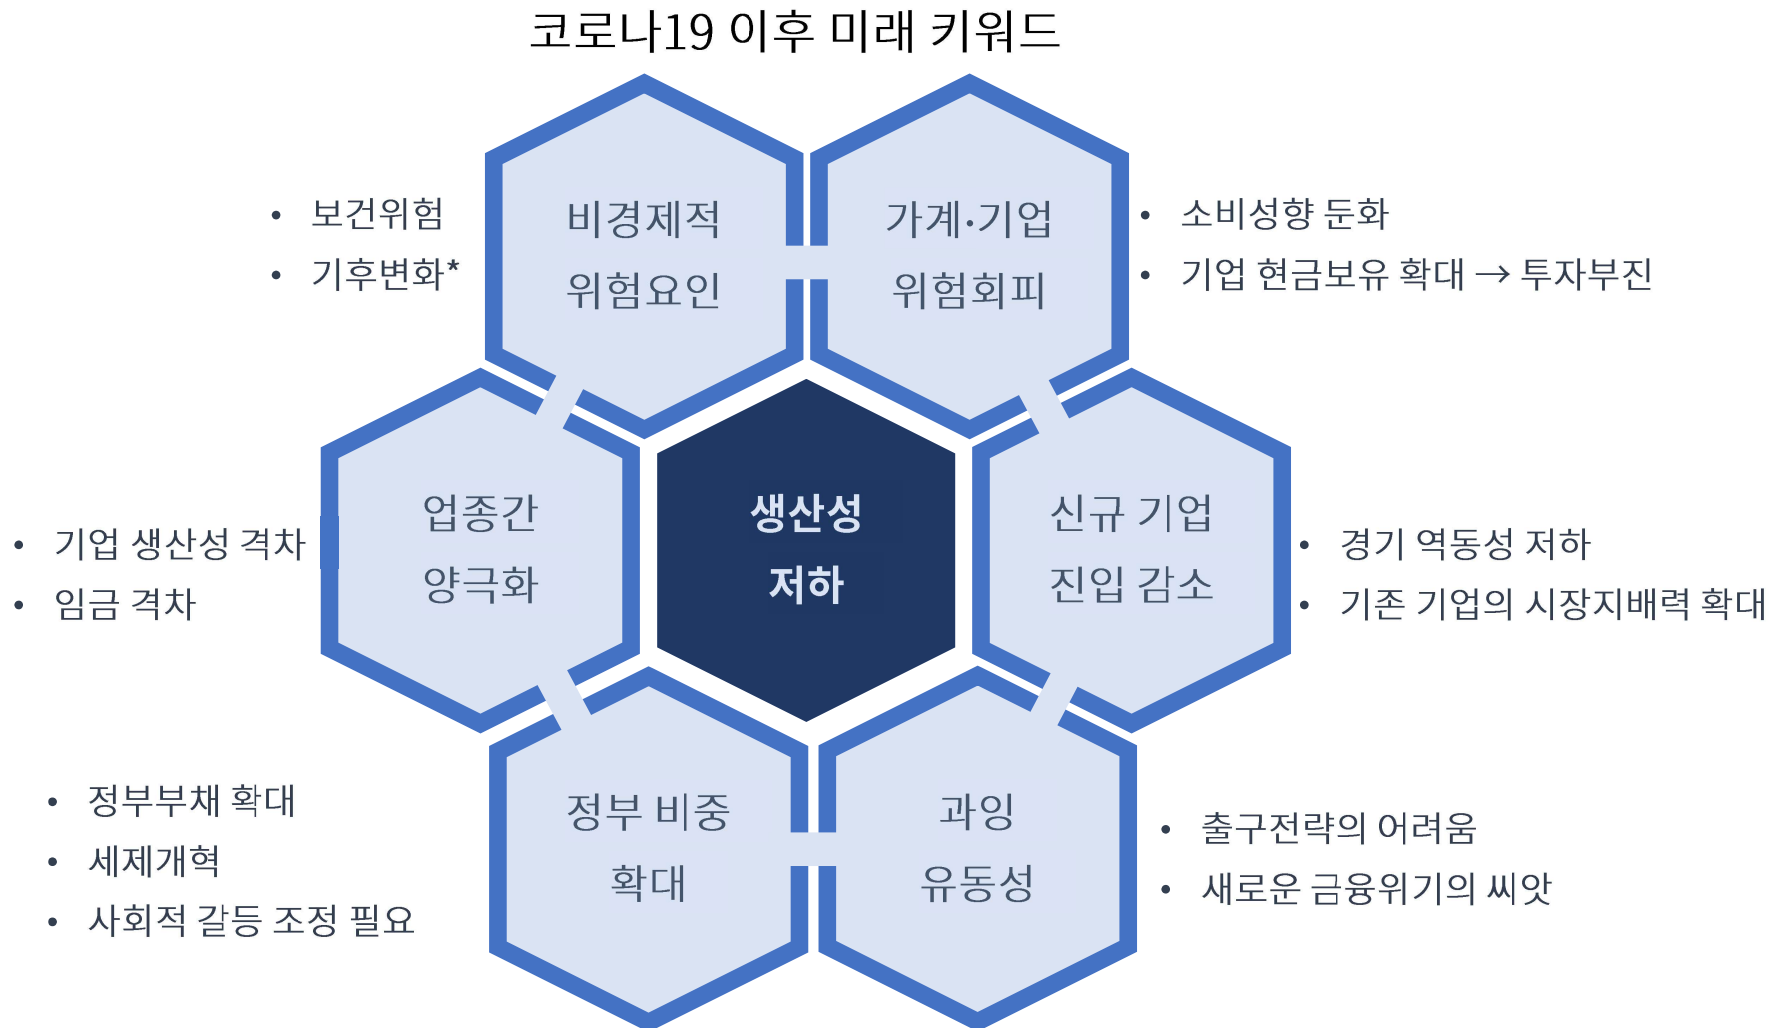 코로나19 이후 미래 키워드
• 보건위험
• 기후변화*
비경제적
위험요인
가계·기업
위험회피
• 소비성향 둔화
• 기업 현금보유 확대 → 투자부진
• 기업 생산성 격차
• 임금 격차
업종간
양극화
생산성
저하
신규 기업
진입 감소
• 경기 역동성 저하
• 기존 기업의 시장지배력 확대
• 정부부채 확대
• 세제개혁
• 사회적 갈등 조정 필요
정부 비중
확대
과잉
유동성
• 출구전략의 어려움
• 새로운 금융위기의 씨앗